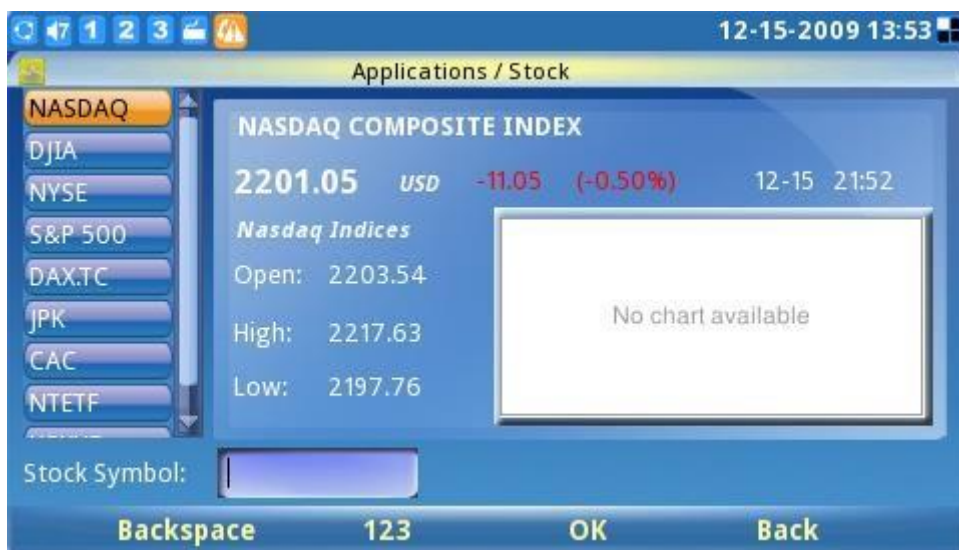 47 1 2 3 12-15-2009 13:53
Applications / Stock
NASDAQ
DJIA
NYSE
S&P 500
DAX.TC
JPK
CAC
NTETF
NASDAQ COMPOSITE INDEX
2201.05 USD -11.05 (-0.50%) 12-15 21:52
Nasdaq Indices
Open: 2203.54
High: 2217.63
Low: 2197.76
No chart available
Stock Symbol:
Backspace 123 OK Back